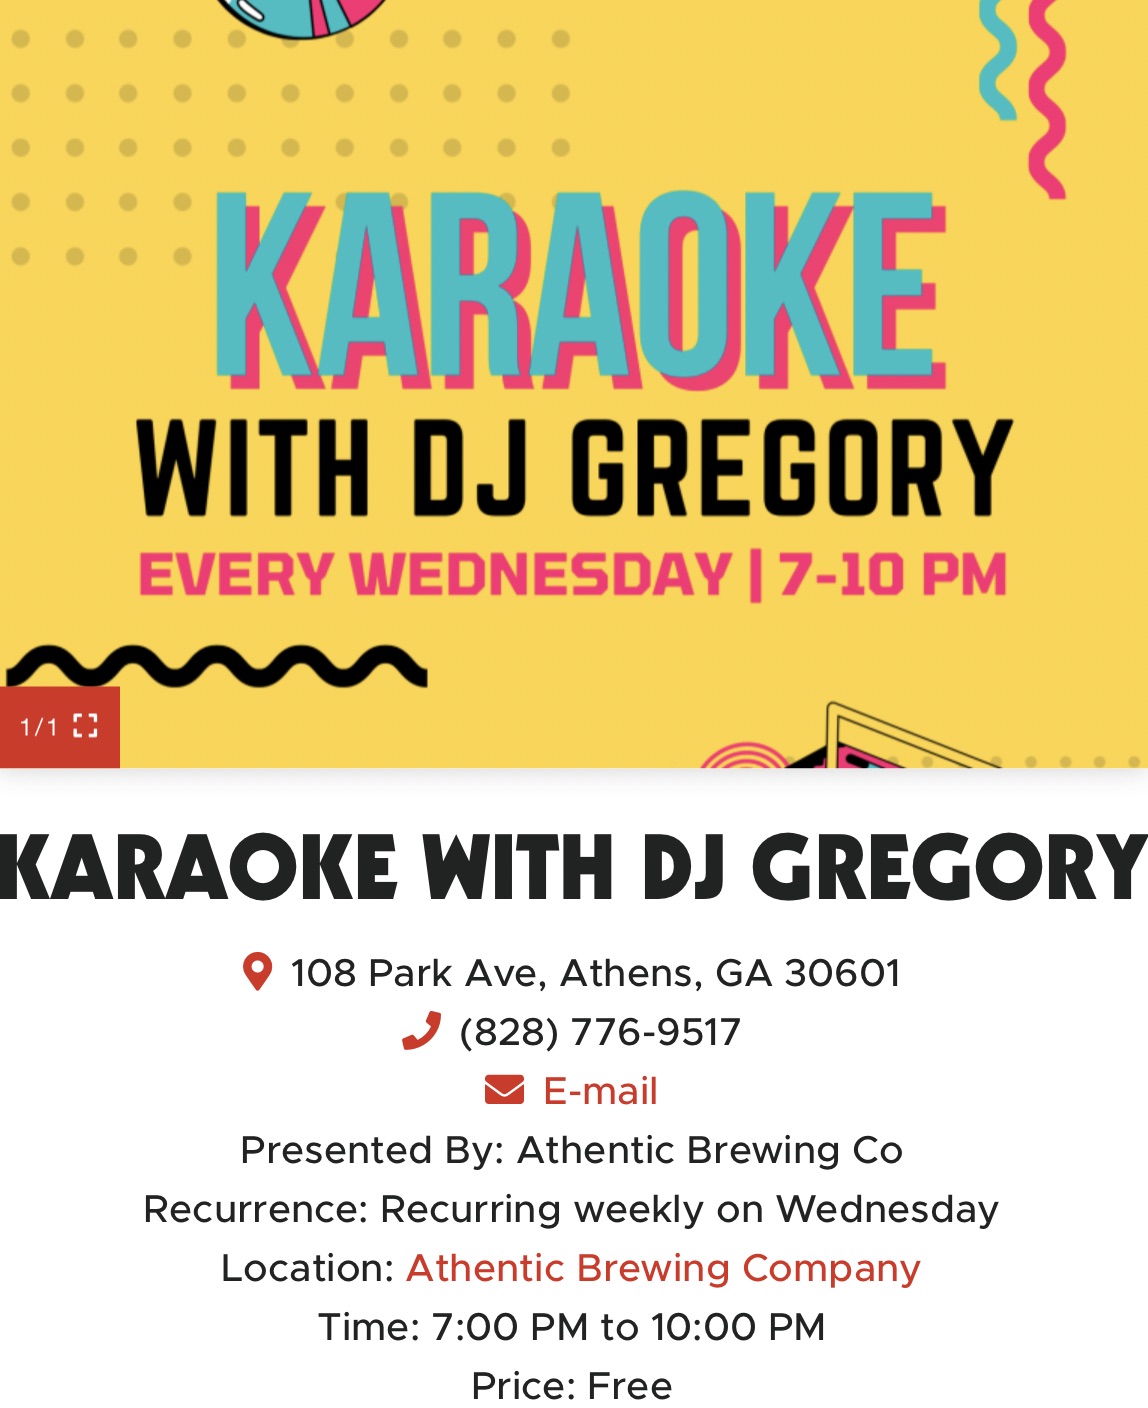 KARAOKE
WITH DJ GREGORY
EVERY WEDNESDAY | 7-10 PM
1/1
KARAOKE WITH DJ GREGORY
108 Park Ave, Athens, GA 30601
(828) 776-9517
E-mail
Presented By: Athentic Brewing Co
Recurrence: Recurring weekly on Wednesday
Location: Athentic Brewing Company
Time: 7:00 PM to 10:00 PM
Price: Free